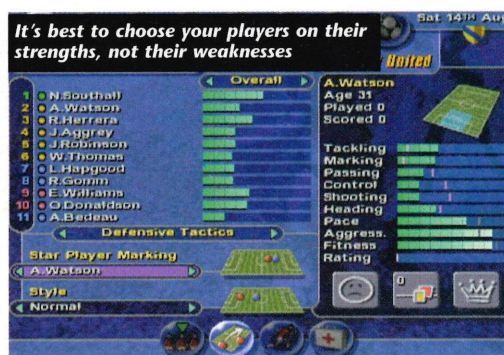 It's best to choose your players on their
strengths, not their weaknesses
Sat 14TH Aug
United
Overall
1 N.Southall
2 A.Watson
3 R.Herrera
4 J.Aggrey
5 J.Robinson
6 W.Thomas
7 L.Hapgood
8 R.Gomm
9 E.Williams
10 O.Donaldson
11 A.Bedeau
Defensive Tactics
Star Player Marking
A.Watson
Style
Normal
A.Watson
Age 31
Played 0
Scored 0
Tackling
Marking
Passing
Control
Shooting
Heading
Pace
Aggress.
Fitness
Rating
0